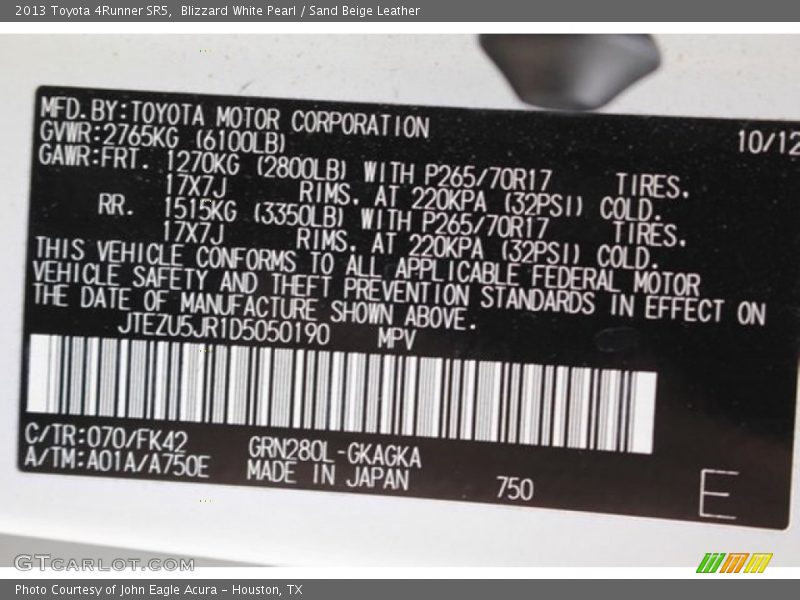 2013 Toyota 4Runner SR5,  Blizzard White Pearl / Sand Beige Leather
MFD. BY:TOYOTA MOTOR CORPORATION 10/12
GVWR:2765KG (6100LB)
GAWR:FRT. 1270KG (2800LB) WITH P265/70R17 TIRES.
17X7J RIMS. AT 220KPA (32PSI) COLD.
RR. 1515KG (3350LB) WITH P265/70R17 TIRES.
17X7J RIMS. AT 220KPA (32PSI) COLD.
THIS VEHICLE CONFORMS TO ALL APPLICABLE FEDERAL MOTOR
VEHICLE SAFETY AND THEFT PREVENTION STANDARDS IN EFFECT ON
THE DATE OF MANUFACTURE SHOWN ABOVE.
JTEZU5JR1D5050190 MPV
C/TR:070/FK42 GRN280L-GKAGKA
A/TM:A01A/A750E MADE IN JAPAN 750 E
GTCarLot.com
Photo Courtesy of John Eagle Acura - Houston, TX